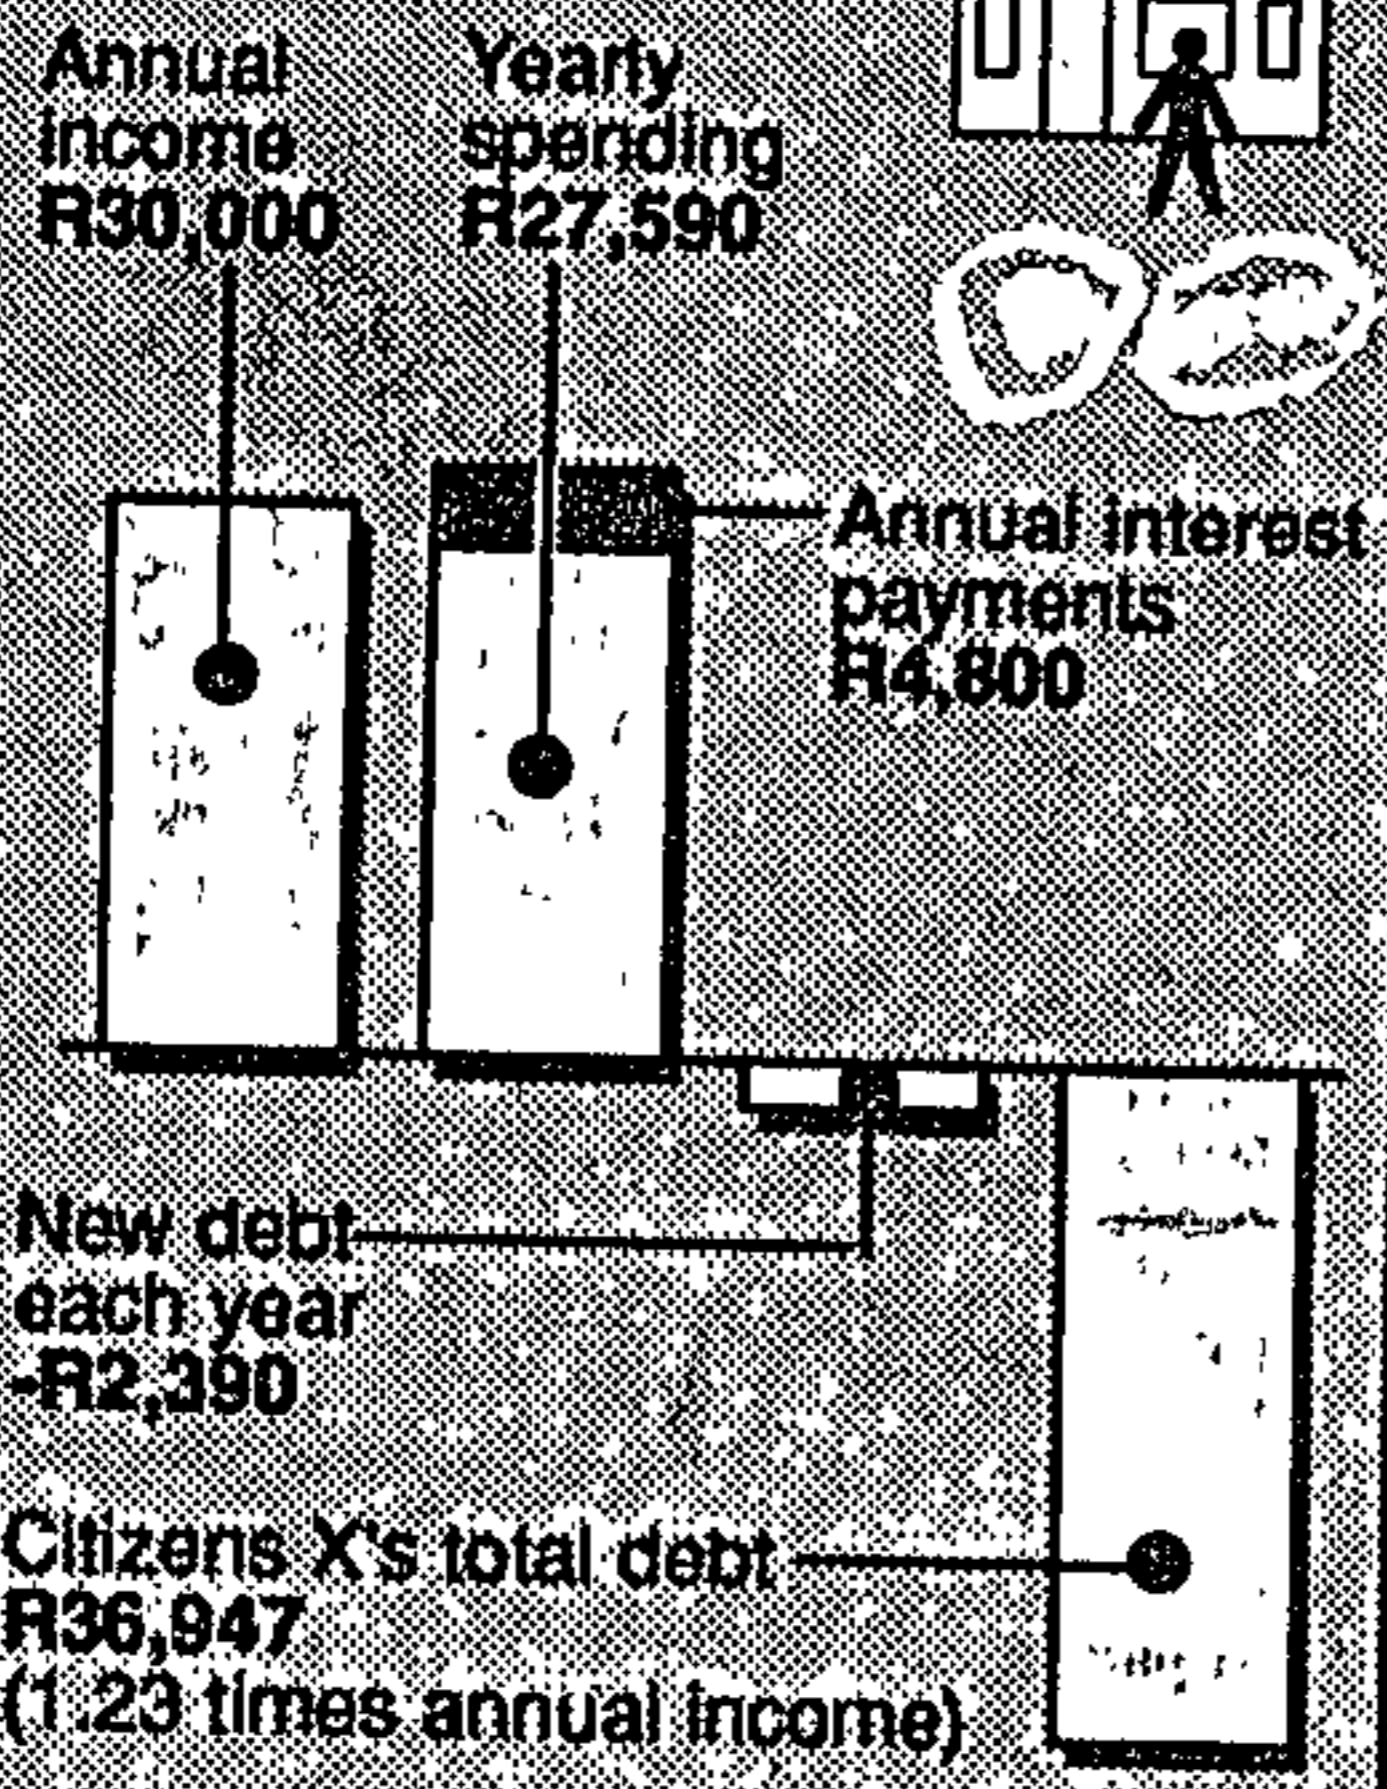 Annual
income
R30,000
Yearly
spending
R27,590
Annual interest
payments
R4,800
New debt
each year
-R2,390
Citizens X's total debt
R36,947
(1.23 times annual income)